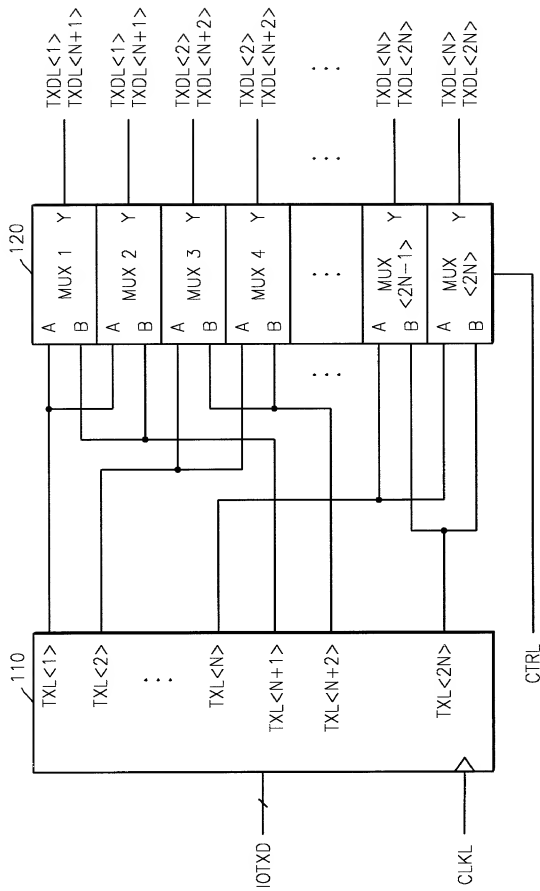 110
120
IOTXD
CLKL
TXL<1>
TXL<2>
...
TXL<N>
TXL<N+1>
TXL<N+2>
TXL<2N>
CTRL
A
B
MUX 1
Y
A
B
MUX 2
Y
A
B
MUX 3
Y
A
B
MUX 4
Y
...
...
A
B
MUX
<2N-1>
Y
A
B
MUX
<2N>
Y
TXDL<1>
TXDL<N+1>
TXDL<1>
TXDL<N+1>
TXDL<2>
TXDL<N+2>
TXDL<2>
TXDL<N+2>
...
...
TXDL<N>
TXDL<2N>
TXDL<N>
TXDL<2N>